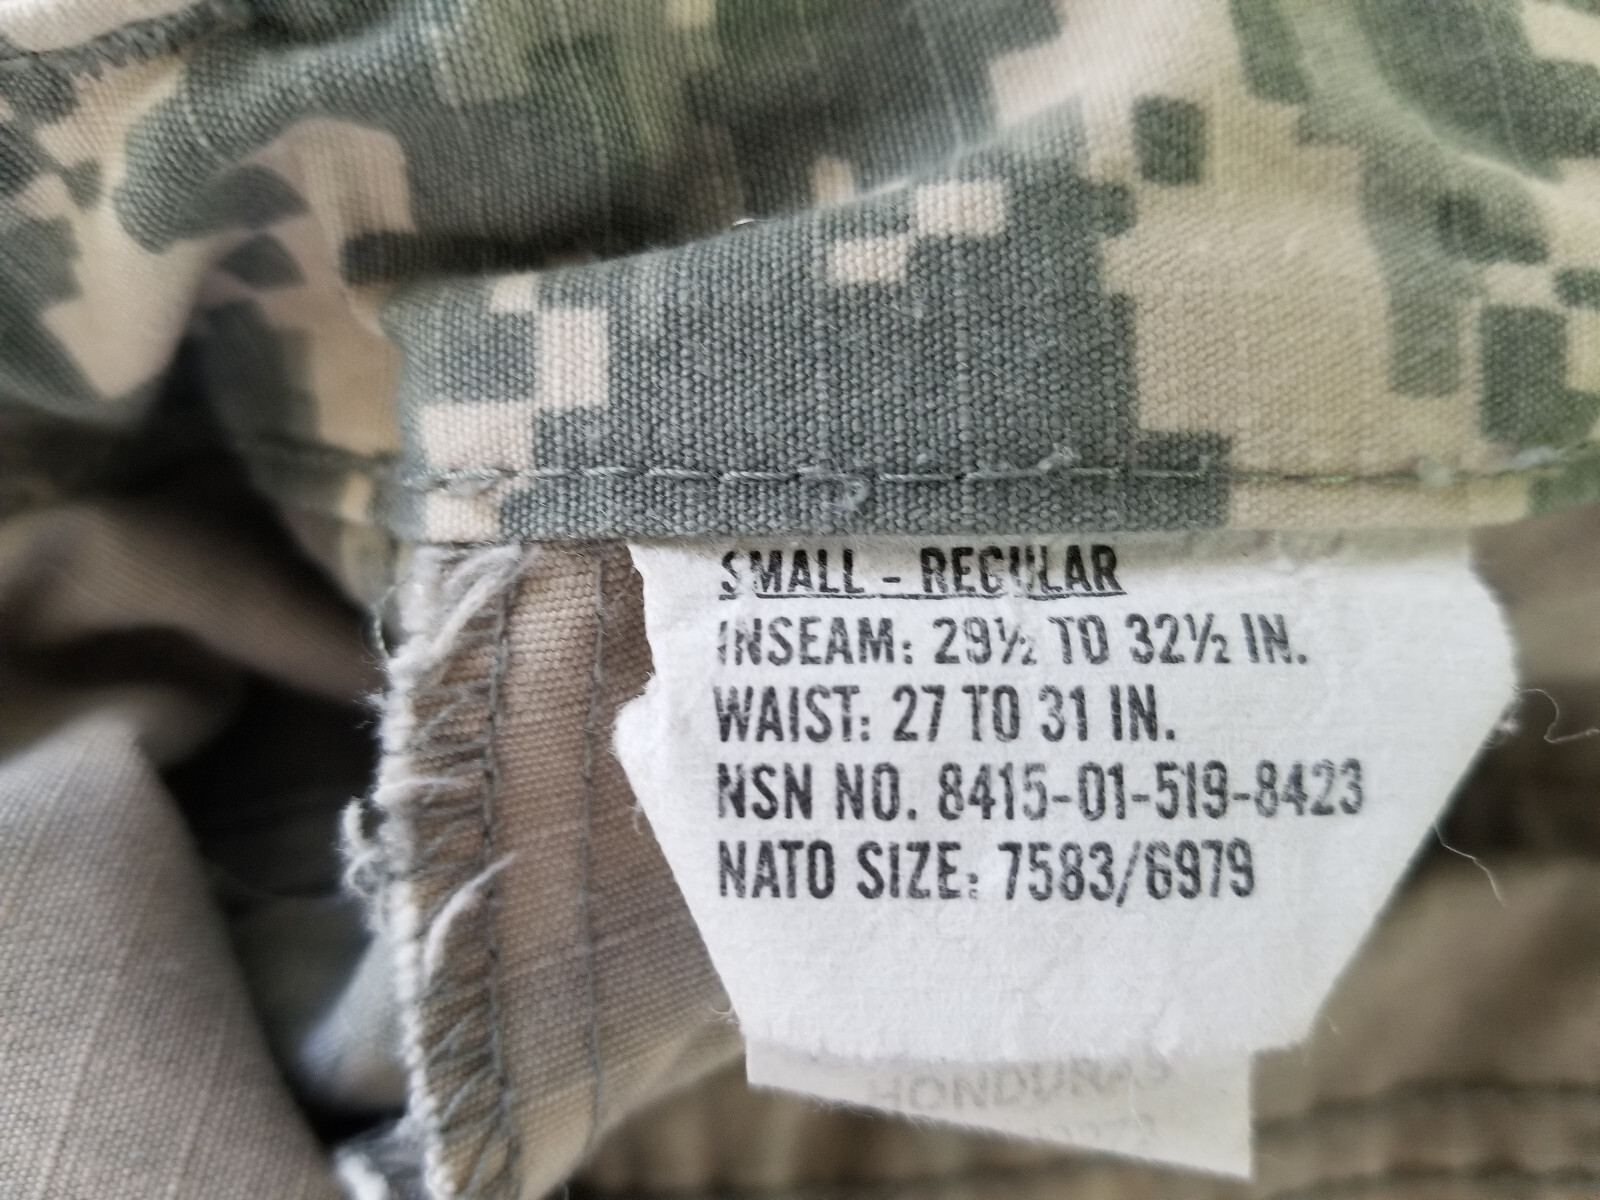 SMALL - REGULAR
INSEAM: 29½ TO 32½ IN.
WAIST: 27 TO 31 IN.
NSN NO. 8415-01-519-8423
NATO SIZE: 7583/6979
HONDURAS